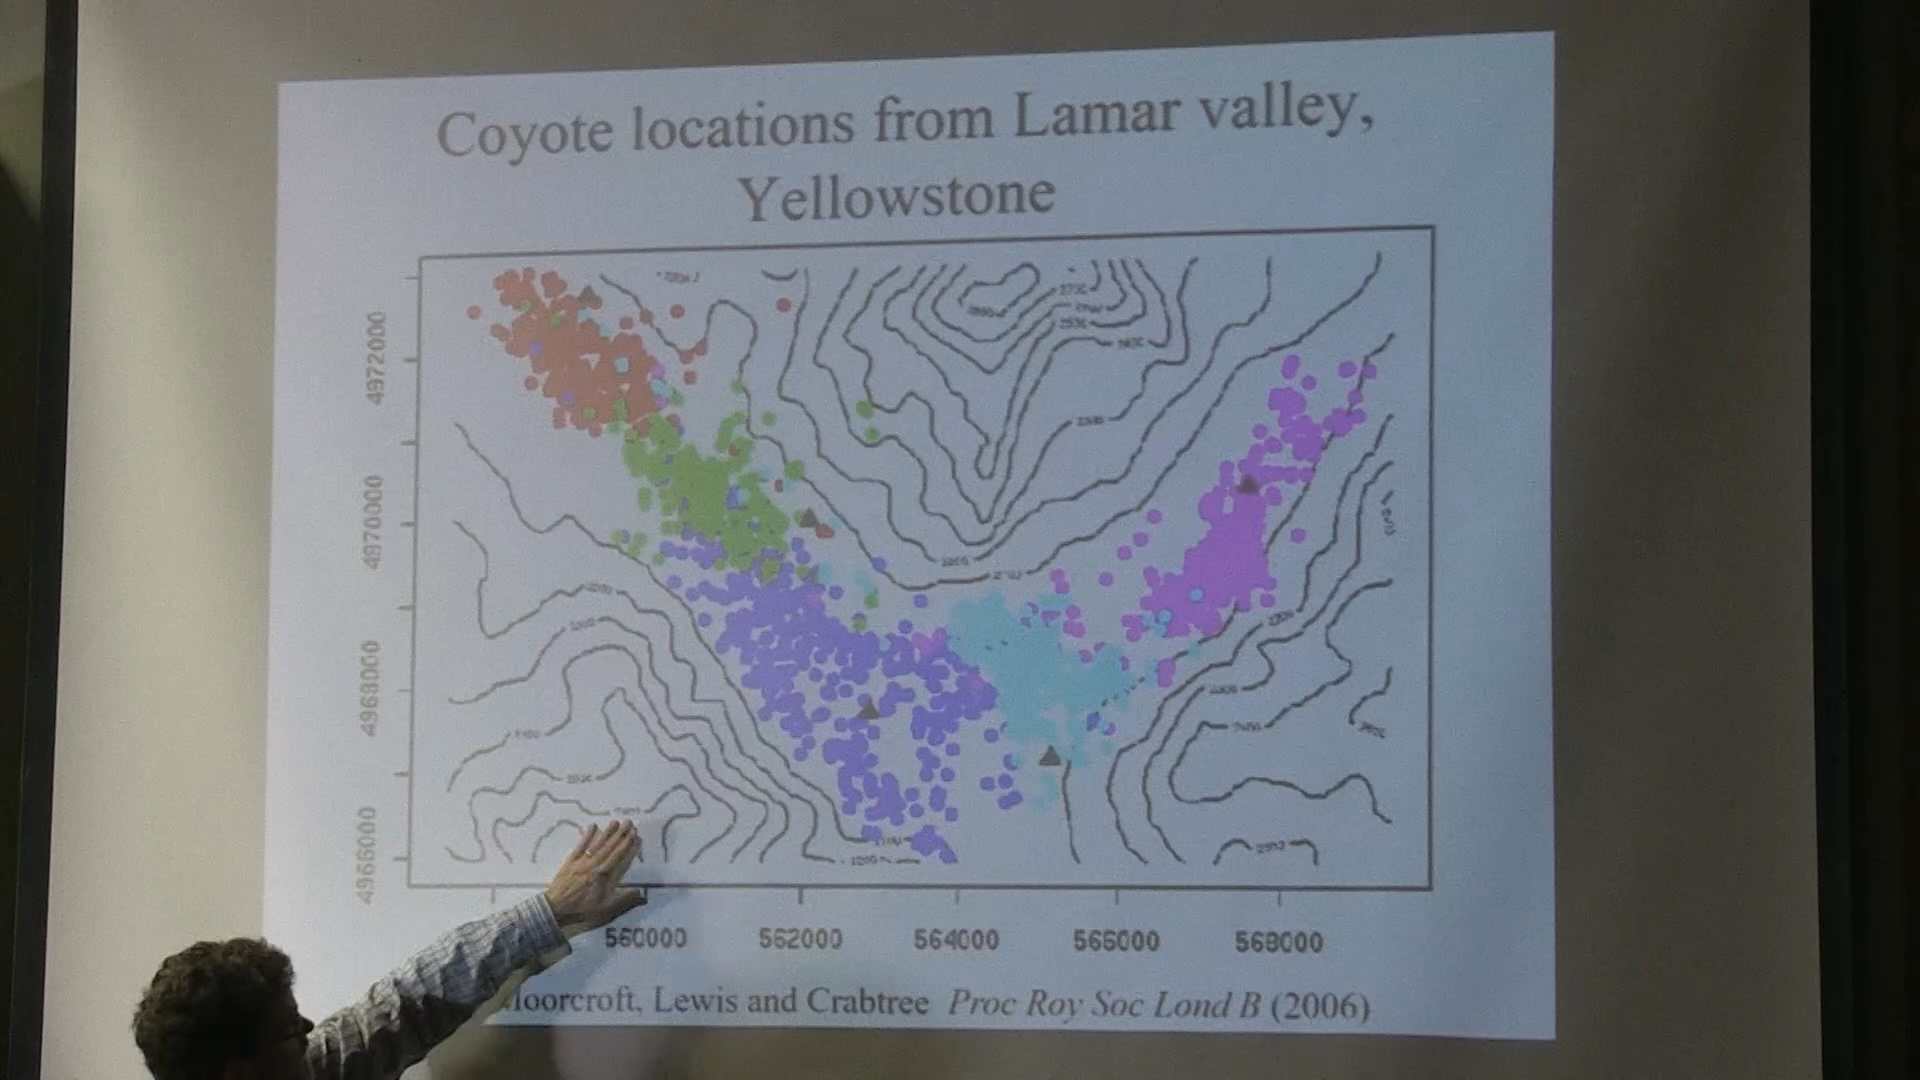 Coyote locations from Lamar valley,
Yellowstone
4972000
4970000
4968000
4966000
560000 562000 564000 566000 568000
Moorcroft, Lewis and Crabtree Proc Roy Soc Lond B (2006)